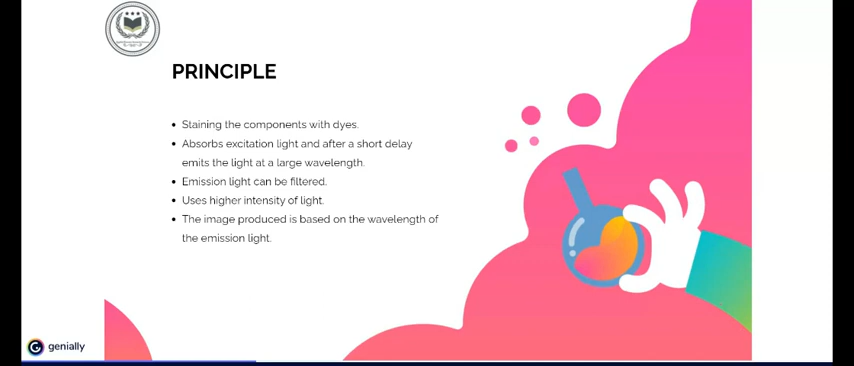 PRINCIPLE
• Staining the components with dyes.
• Absorbs excitation light and after a short delay
emits the light at a large wavelength.
• Emission light can be filtered.
• Uses higher intensity of light.
• The image produced is based on the wavelength of
the emission light.
genially